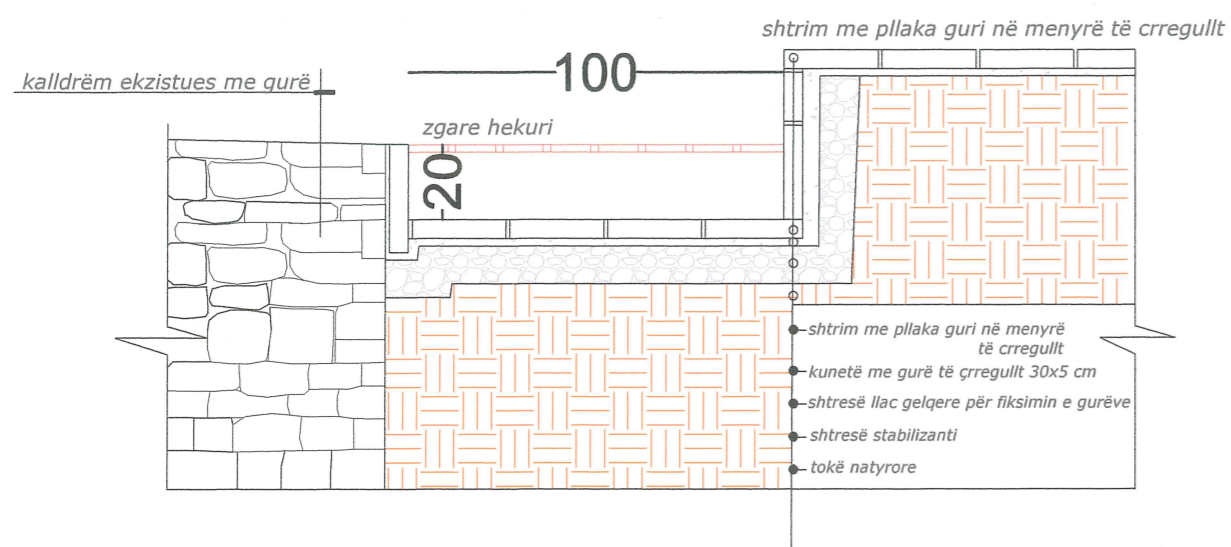 shtrim me pllaka guri në menyrë të crregullt
100
kalldrëm ekzistues me gurë
zgare hekuri
20
shtrim me pllaka guri në menyrë
të crregullt
kunetë me gurë të çrregullt 30x5 cm
shtresë llac gelqere për fiksimin e gurëve
shtresë stabilizanti
tokë natyrore